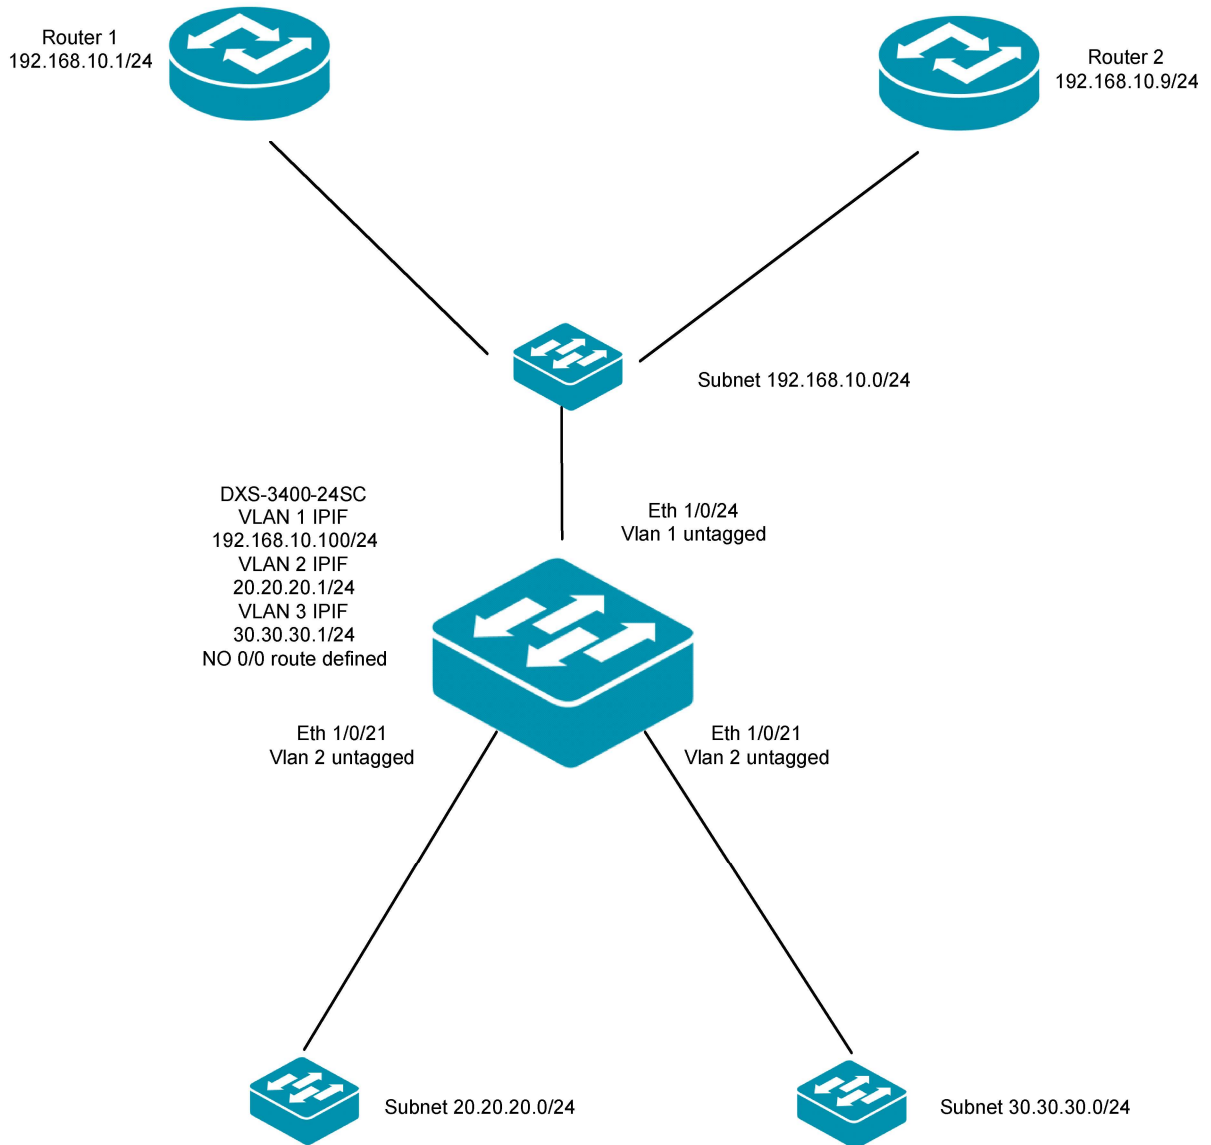 Router 1
192.168.10.1/24
Router 2
192.168.10.9/24
Subnet 192.168.10.0/24
DXS-3400-24SC
VLAN 1 IPIF
192.168.10.100/24
VLAN 2 IPIF
20.20.20.1/24
VLAN 3 IPIF
30.30.30.1/24
NO 0/0 route defined
Eth 1/0/24
Vlan 1 untagged
Eth 1/0/21
Vlan 2 untagged
Eth 1/0/21
Vlan 2 untagged
Subnet 20.20.20.0/24
Subnet 30.30.30.0/24